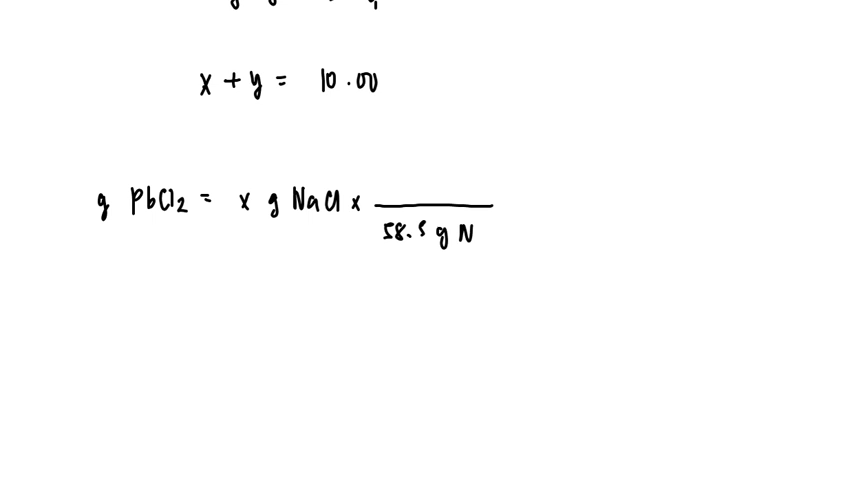 x + y = 10.00
g PbCl₂ = x g NaCl x
58.5 g N